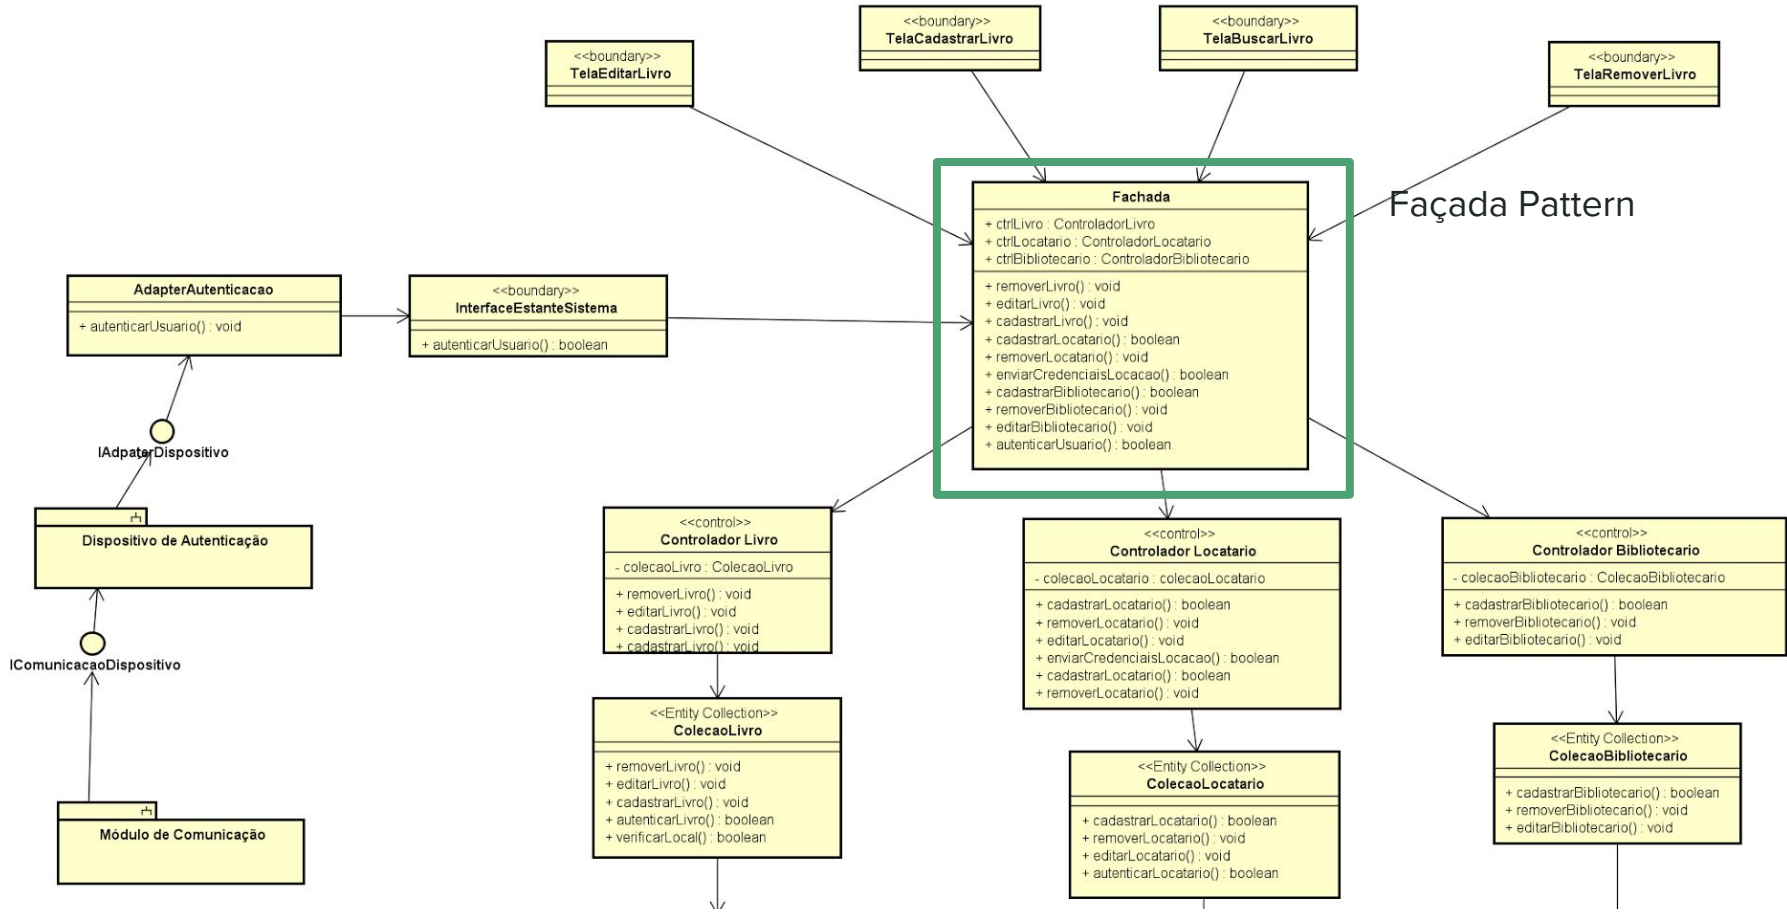 <<boundary>>
TelaEditarLivro
<<boundary>>
TelaCadastrarLivro
<<boundary>>
TelaBuscarLivro
<<boundary>>
TelaRemoverLivro
Façada Pattern
Fachada
+ ctrlLivro : ControladorLivro
+ ctrlLocatario : ControladorLocatario
+ ctrlBibliotecario : ControladorBibliotecario
+ removerLivro() : void
+ editarLivro() : void
+ cadastrarLivro() : void
+ cadastrarLocatario() : boolean
+ removerLocatario() : void
+ enviarCredenciaisLocacao() : boolean
+ cadastrarBibliotecario() : boolean
+ removerBibliotecario() : void
+ editarBibliotecario() : void
+ autenticarUsuario() : boolean
AdapterAutenticacao
+ autenticarUsuario() : void
<<boundary>>
InterfaceEstanteSistema
+ autenticarUsuario() : boolean
IAdpaterDispositivo
Dispositivo de Autenticação
IComunicacaoDispositivo
Módulo de Comunicação
<<control>>
Controlador Livro
- colecaoLivro : ColecaoLivro
+ removerLivro() : void
+ editarLivro() : void
+ cadastrarLivro() : void
+ cadastrarLivro() : void
<<control>>
Controlador Locatario
- colecaoLocatario : colecaoLocatario
+ cadastrarLocatario() : boolean
+ removerLocatario() : void
+ editarLocatario() : void
+ enviarCredenciaisLocacao() : boolean
+ cadastrarLocatario() : boolean
+ removerLocatario() : void
<<control>>
Controlador Bibliotecario
- colecaoBibliotecario : ColecaoBibliotecario
+ cadastrarBibliotecario() : boolean
+ removerBibliotecario() : void
+ editarBibliotecario() : void
<<Entity Collection>>
ColecaoLivro
+ removerLivro() : void
+ editarLivro() : void
+ cadastrarLivro() : void
+ autenticarLivro() : boolean
+ verificarLocal() : boolean
<<Entity Collection>>
ColecaoLocatario
+ cadastrarLocatario() : boolean
+ removerLocatario() : void
+ editarLocatario() : void
+ autenticarLocatario() : boolean
<<Entity Collection>>
ColecaoBibliotecario
+ cadastrarBibliotecario() : boolean
+ removerBibliotecario() : void
+ editarBibliotecario() : void